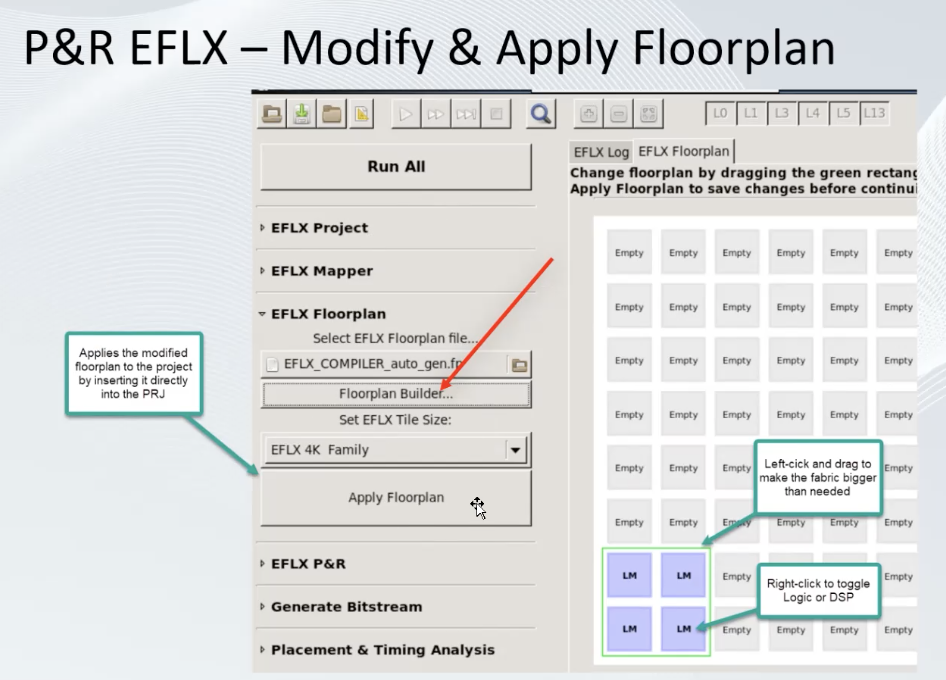 P&R EFLX – Modify & Apply Floorplan
L0 L1 L3 L4 L5 L13
Run All
EFLX Log EFLX Floorplan
Change floorplan by dragging the green rectang
Apply Floorplan to save changes before continu
EFLX Project
EFLX Mapper
EFLX Floorplan
Select EFLX Floorplan file...
EFLX_COMPILER_auto_gen.fp
Floorplan Builder...
Set EFLX Tile Size:
EFLX 4K Family
Apply Floorplan
EFLX P&R
Generate Bitstream
Placement & Timing Analysis
Applies the modified
floorplan to the project
by inserting it directly
into the PRJ
Empty Empty Empty Empty Empty Empty
Empty Empty Empty Empty Empty Empty
Empty Empty Empty Empty Empty Empty
Empty Empty Empty Empty Empty Empty
Empty Empty Empty Empty
Left-cick and drag to
make the fabric bigger
than needed
Empty Empty Empty Empty Empty Empty
LM LM Empty Empty
Right-click to toggle
Logic or DSP
LM LM Empty Empty Empty Empty